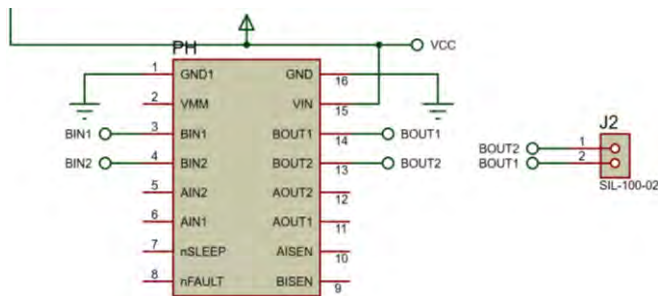 PH
VCC
1 GND1 GND 16
2 VMM VIN 15
BIN1 3 BIN1 BOUT1 14 BOUT1
BIN2 4 BIN2 BOUT2 13 BOUT2
5 AIN2 AOUT2 12
6 AIN1 AOUT1 11
7 nSLEEP AISEN 10
8 nFAULT BISEN 9
J2
BOUT2 1
BOUT1 2
SIL-100-02